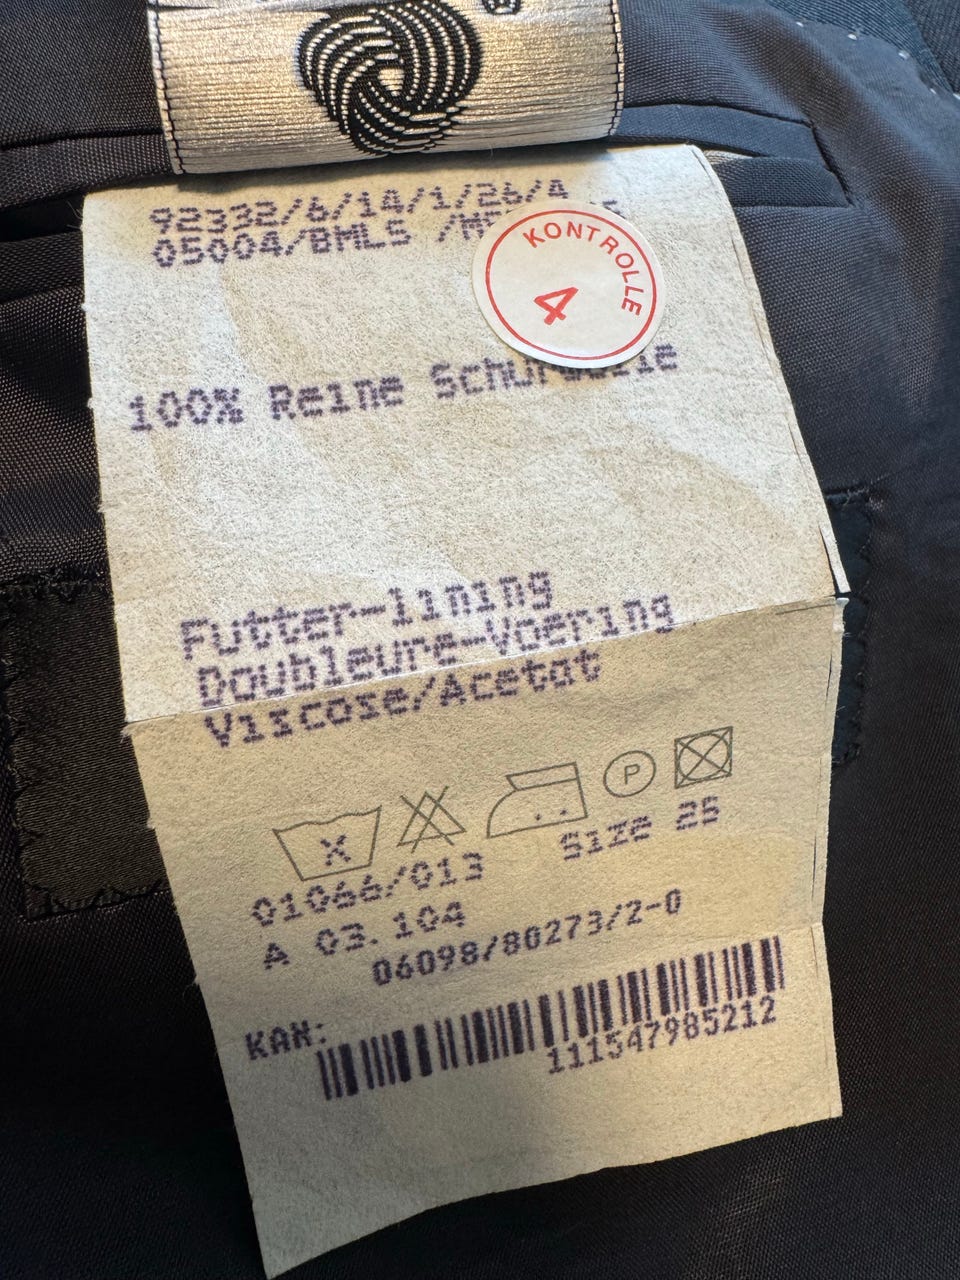 92332/6/14/1/26/A
05004/BMLS
KONTROLLE
4
100% Reine
Futter-lining
Doubleure-Voering
Viscose/Acetat
X
P
Size 25
01066/013
A 03.104
06098/80273/2-0
KAN:
111547985212